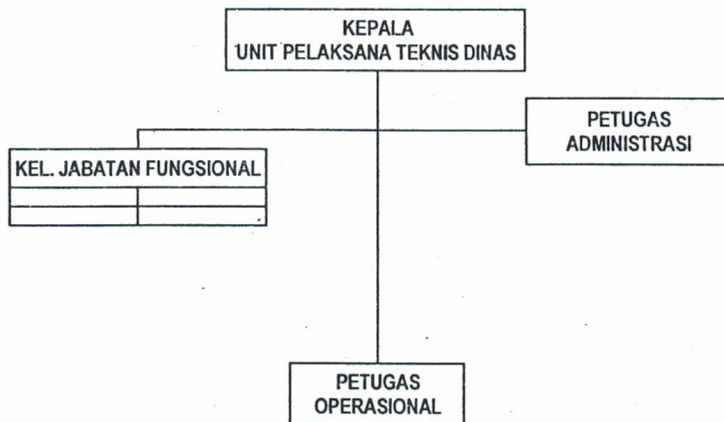 KEPALA
UNIT PELAKSANA TEKNIS DINAS
PETUGAS
ADMINISTRASI
KEL. JABATAN FUNGSIONAL
PETUGAS
OPERASIONAL